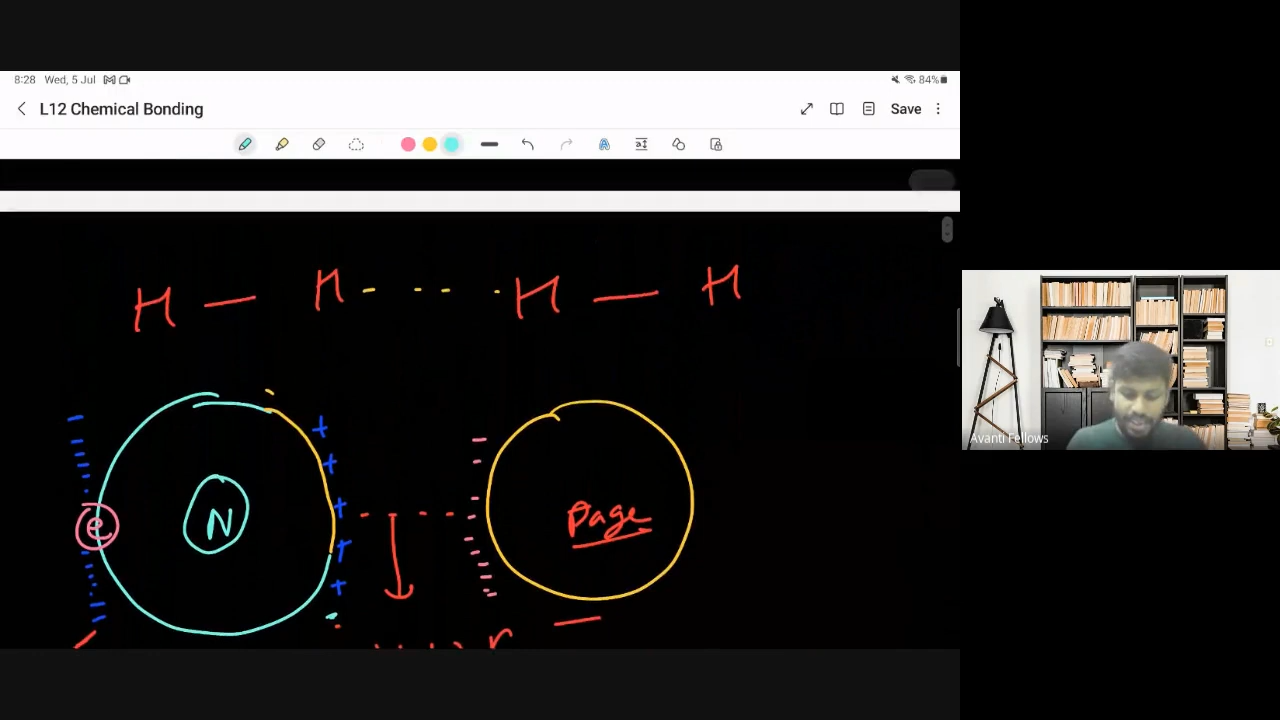 8:28 Wed, 5 Jul 84%
L12 Chemical Bonding Save
H — H - - - - H — H
- + -
+
e N + - - - - Page
+
+
-
Avanti Fellows